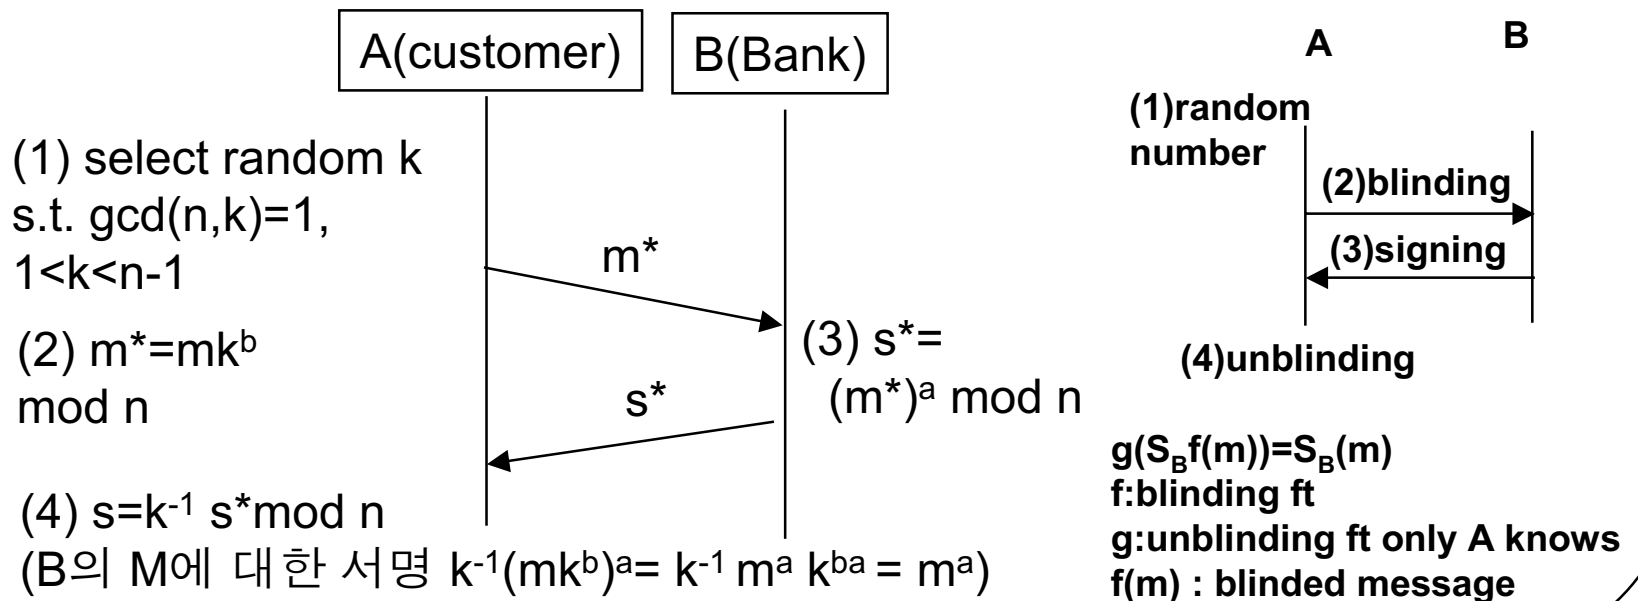 A(customer)
B(Bank)
(1) select random k
s.t. gcd(n,k)=1,
1<k<n-1
m*
(2) m*=mk^b
mod n
(3) s*=
(m*)^a mod n
s*
(4) s=k^-1 s*mod n
(B의 M에 대한 서명 k^-1(mk^b)^a= k^-1 m^a k^ba = m^a)
A
B
(1)random
number
(2)blinding
(3)signing
(4)unblinding
g(S_Bf(m))=S_B(m)
f:blinding ft
g:unblinding ft only A knows
f(m) : blinded message